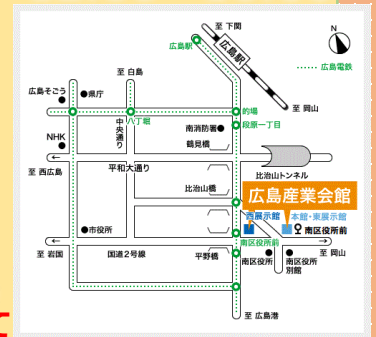 至 下関
N
広島駅
広島駅
広島電鉄
至 白島
広島そごう
県庁
至 岡山
八丁堀
中央通り
的場
南消防署
段原一丁目
鶴見橋
NHK
平和大通り
至 西広島
比治山トンネル
比治山橋
広島産業会館
西展示館
本館・東展示館
市役所
南区役所前
南区役所前
至 岩国
国道2号線
平野橋
南区役所
南区役所
別館
至 岡山
至 広島港